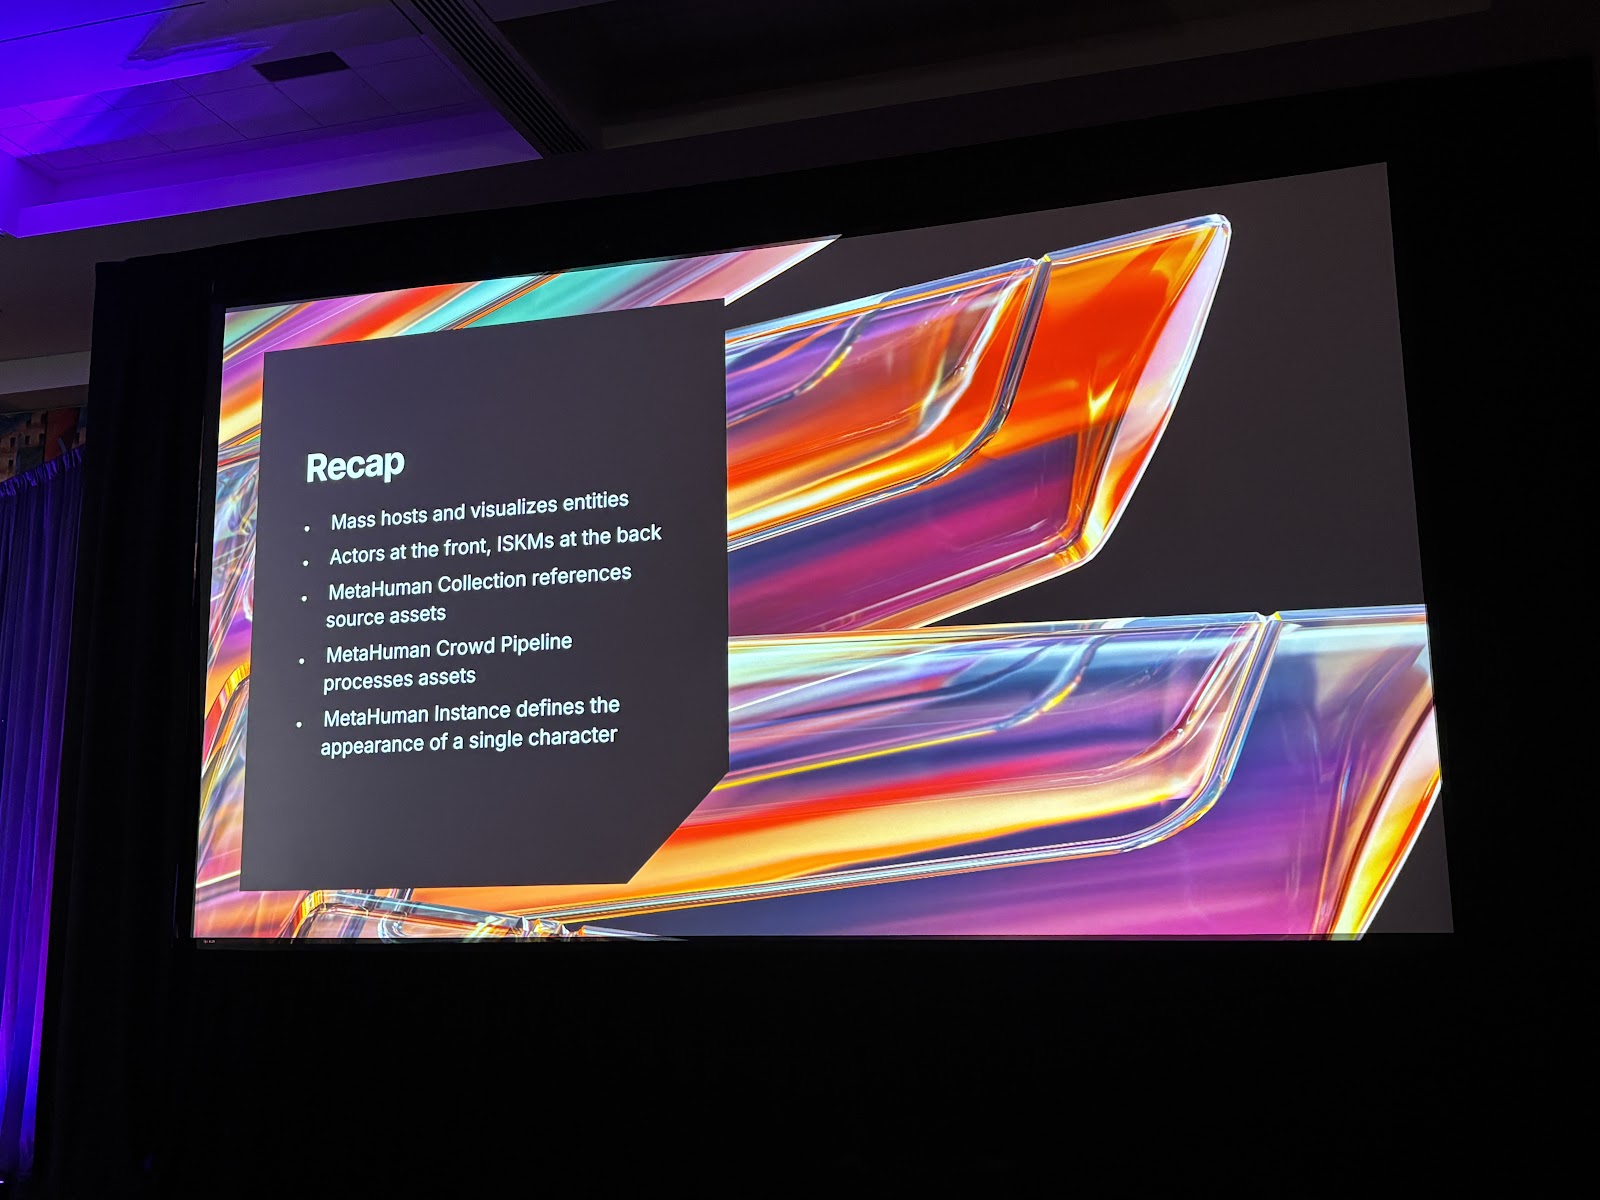 Recap
• Mass hosts and visualizes entities
• Actors at the front, ISKMs at the back
• MetaHuman Collection references
source assets
• MetaHuman Crowd Pipeline
processes assets
• MetaHuman Instance defines the
appearance of a single character